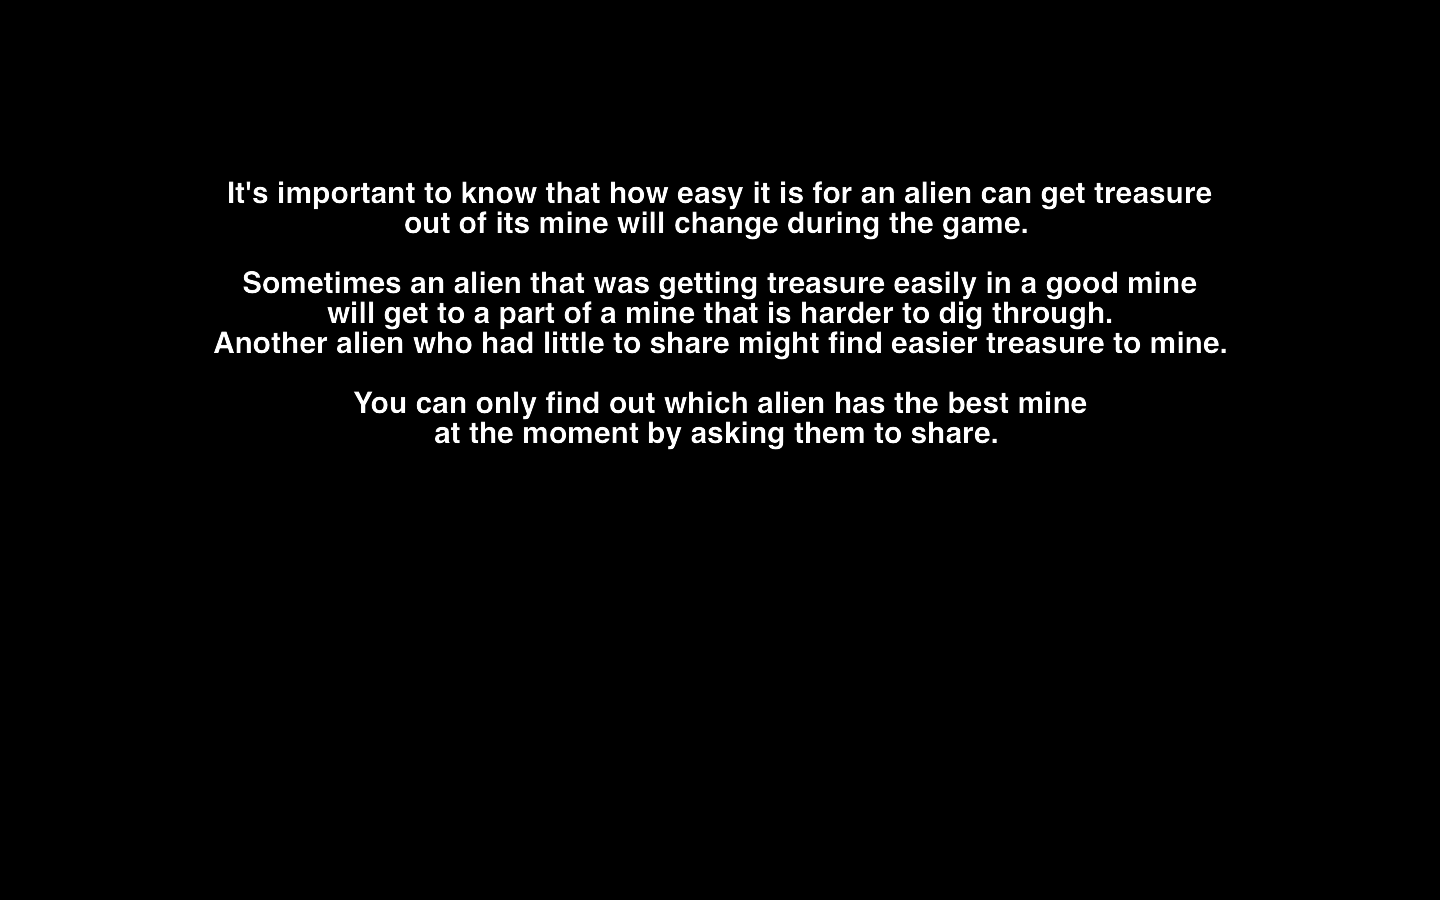 It's important to know that how easy it is for an alien can get treasure
out of its mine will change during the game.
Sometimes an alien that was getting treasure easily in a good mine
will get to a part of a mine that is harder to dig through.
Another alien who had little to share might find easier treasure to mine.
You can only find out which alien has the best mine
at the moment by asking them to share.